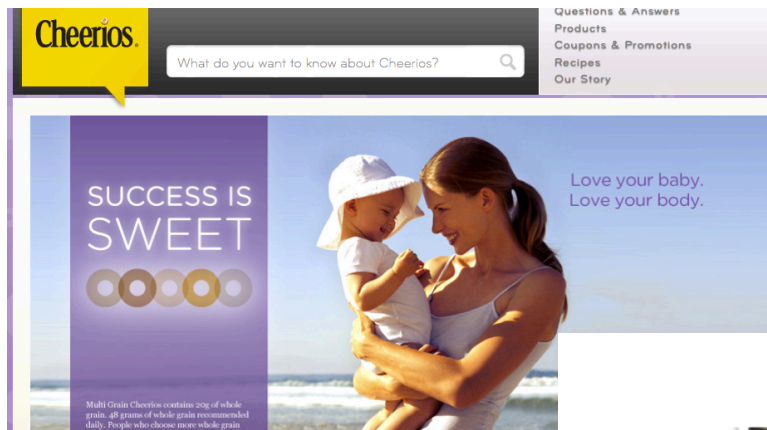 Cheerios.
What do you want to know about Cheerios?
Questions & Answers
Products
Coupons & Promotions
Recipes
Our Story
SUCCESS IS
SWEET
Love your baby.
Love your body.
Multi Grain Cheerios contains 20g of whole
grain. 48 grams of whole grain recommended
daily. People who choose more whole grain